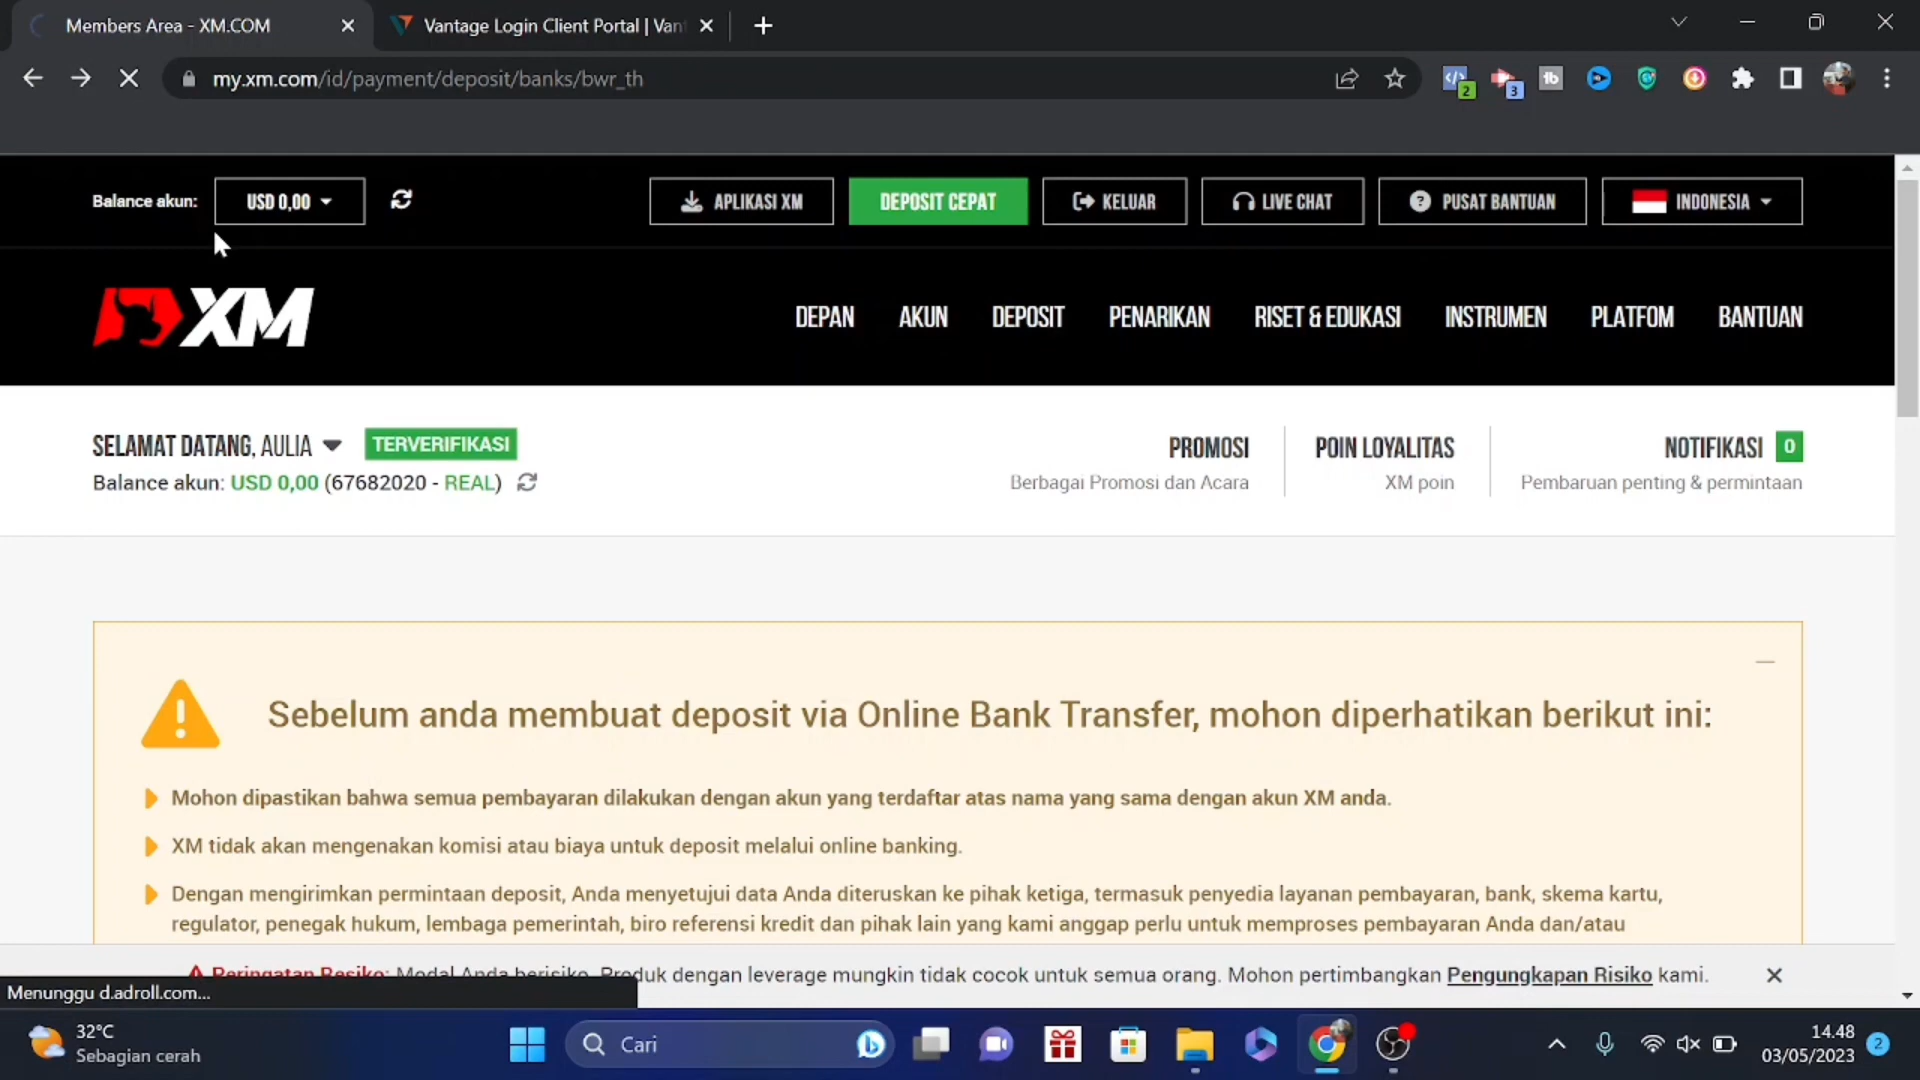 Members Area - XM.COM
Vantage Login Client Portal | Van
my.xm.com/id/payment/deposit/banks/bwr_th
2
3
Balance akun:
USD 0,00
APLIKASI XM
DEPOSIT CEPAT
KELUAR
LIVE CHAT
PUSAT BANTUAN
INDONESIA
XM
DEPAN
AKUN
DEPOSIT
PENARIKAN
RISET & EDUKASI
INSTRUMEN
PLATFOM
BANTUAN
SELAMAT DATANG, AULIA
TERVERIFIKASI
Balance akun: USD 0,00 (67682020 - REAL)
PROMOSI
Berbagai Promosi dan Acara
POIN LOYALITAS
XM poin
NOTIFIKASI 0
Pembaruan penting & permintaan
Sebelum anda membuat deposit via Online Bank Transfer, mohon diperhatikan berikut ini:
Mohon dipastikan bahwa semua pembayaran dilakukan dengan akun yang terdaftar atas nama yang sama dengan akun XM anda.
XM tidak akan mengenakan komisi atau biaya untuk deposit melalui online banking.
Dengan mengirimkan permintaan deposit, Anda menyetujui data Anda diteruskan ke pihak ketiga, termasuk penyedia layanan pembayaran, bank, skema kartu,
regulator, penegak hukum, lembaga pemerintah, biro referensi kredit dan pihak lain yang kami anggap perlu untuk memproses pembayaran Anda dan/atau
Peringatan Resiko: Modal Anda berisiko. Produk dengan leverage mungkin tidak cocok untuk semua orang. Mohon pertimbangkan Pengungkapan Risiko kami.
Menunggu d.adroll.com...
32°C
Sebagian cerah
Cari
14.48
03/05/2023
2